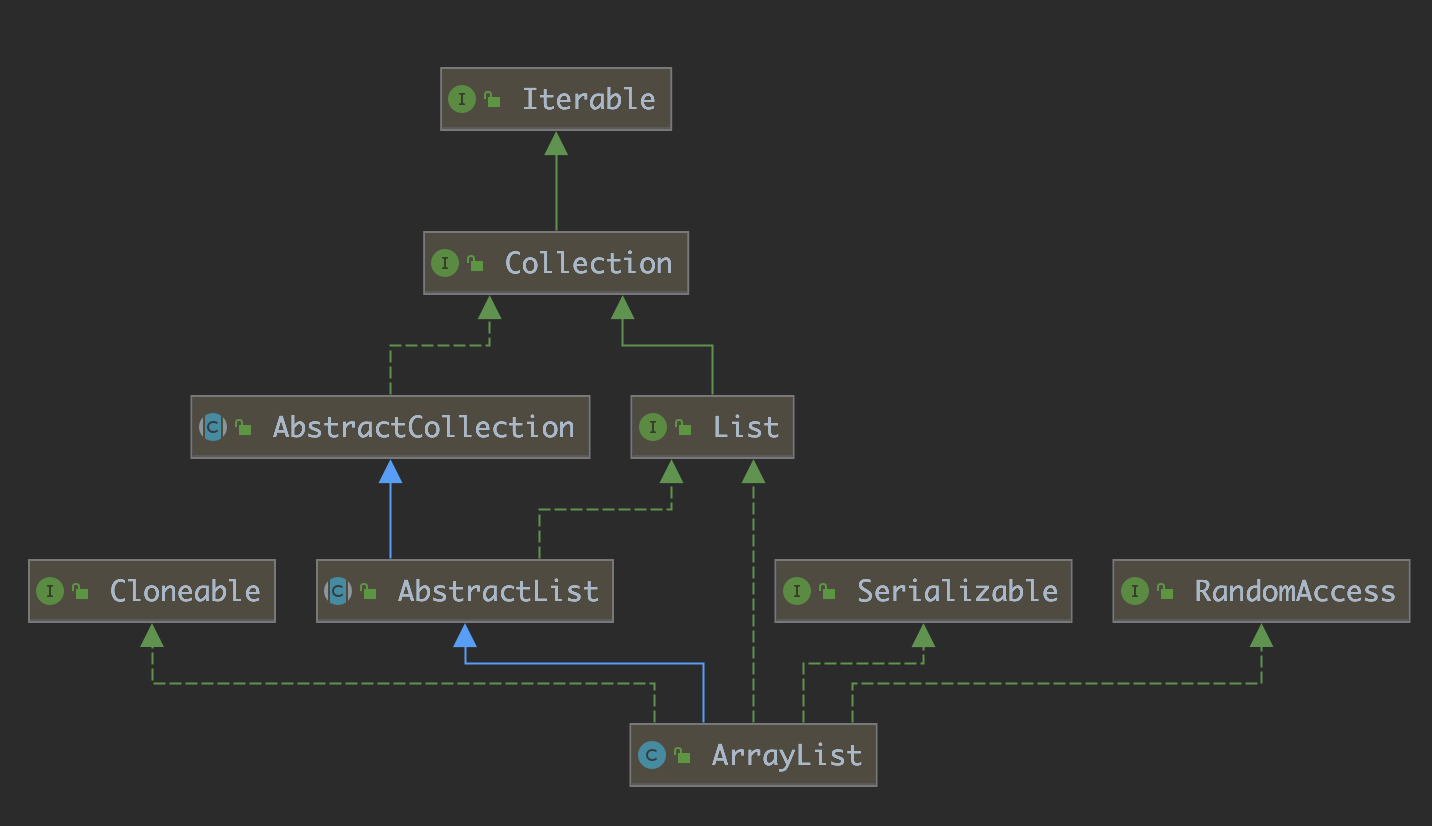 I Iterable
I Collection
C AbstractCollection
I List
I Cloneable
C AbstractList
I Serializable
I RandomAccess
C ArrayList